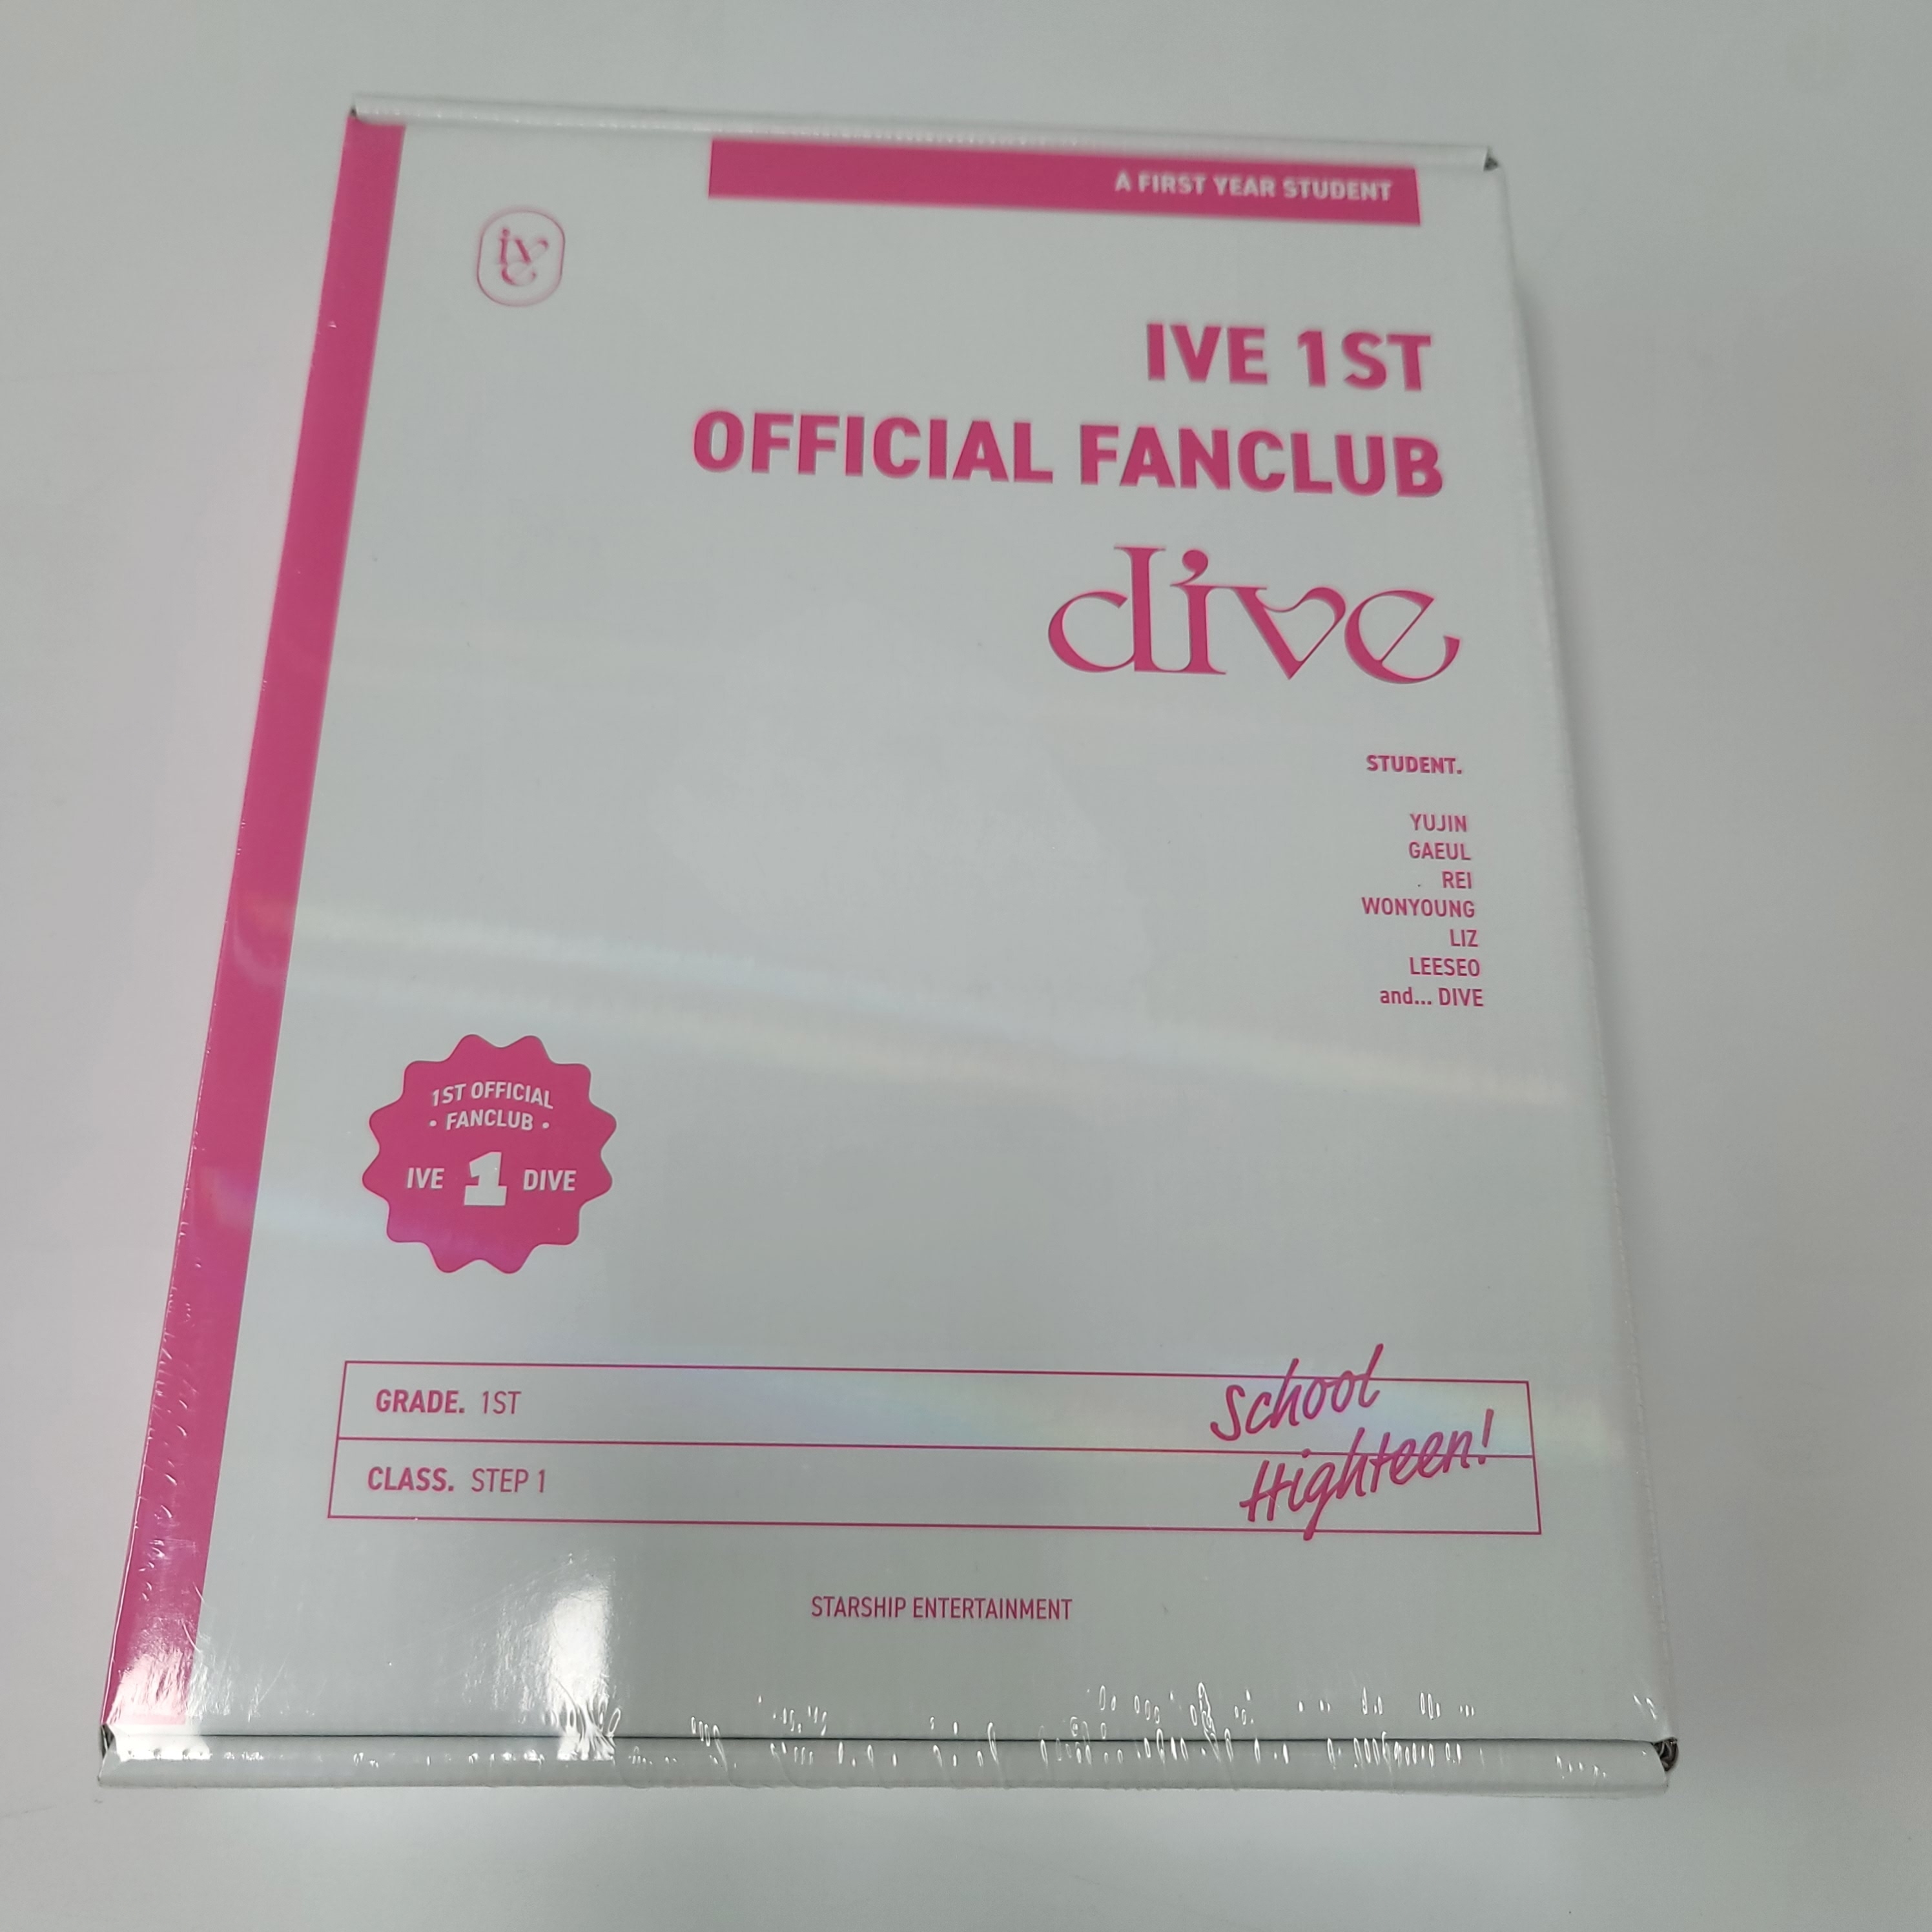 A FIRST YEAR STUDENT
iv
e
IVE 1ST
OFFICIAL FANCLUB
dive
STUDENT.
YUJIN
GAEUL
REI
WONYOUNG
LIZ
LEESEO
and... DIVE
1ST OFFICIAL
• FANCLUB •
IVE 1 DIVE
GRADE. 1ST
CLASS. STEP 1
School
Highteen!
STARSHIP ENTERTAINMENT